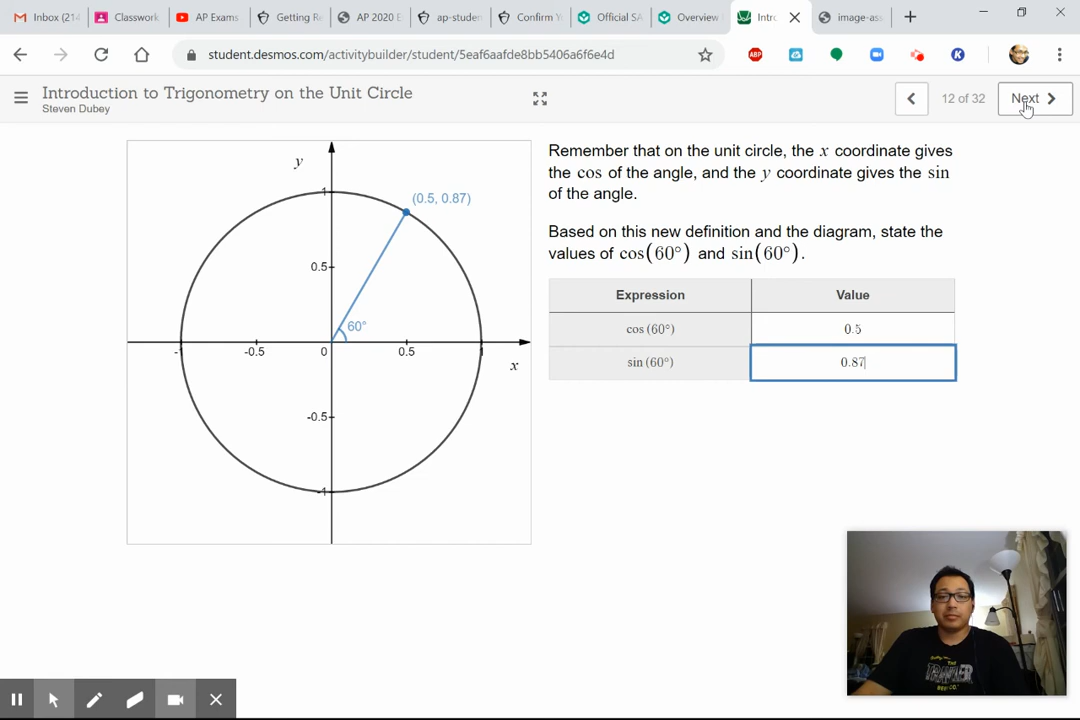 Inbox (214
Classwork
AP Exams
Getting Re
AP 2020 E
ap-studen
Confirm Y
Official SA
Overview
Intro
image-as
student.desmos.com/activitybuilder/student/5eaf6aafde8bb5406a6f6e4d
ABP
K
Introduction to Trigonometry on the Unit Circle
Steven Dubey
12 of 32
Next
y
1
(0.5, 0.87)
0.5
60°
-1
-0.5
0
0.5
1
x
-0.5
-1
Remember that on the unit circle, the x coordinate gives
the cos of the angle, and the y coordinate gives the sin
of the angle.
Based on this new definition and the diagram, state the
values of cos(60°) and sin(60°).
Expression
Value
cos (60°)
0.5
sin (60°)
0.87
THE